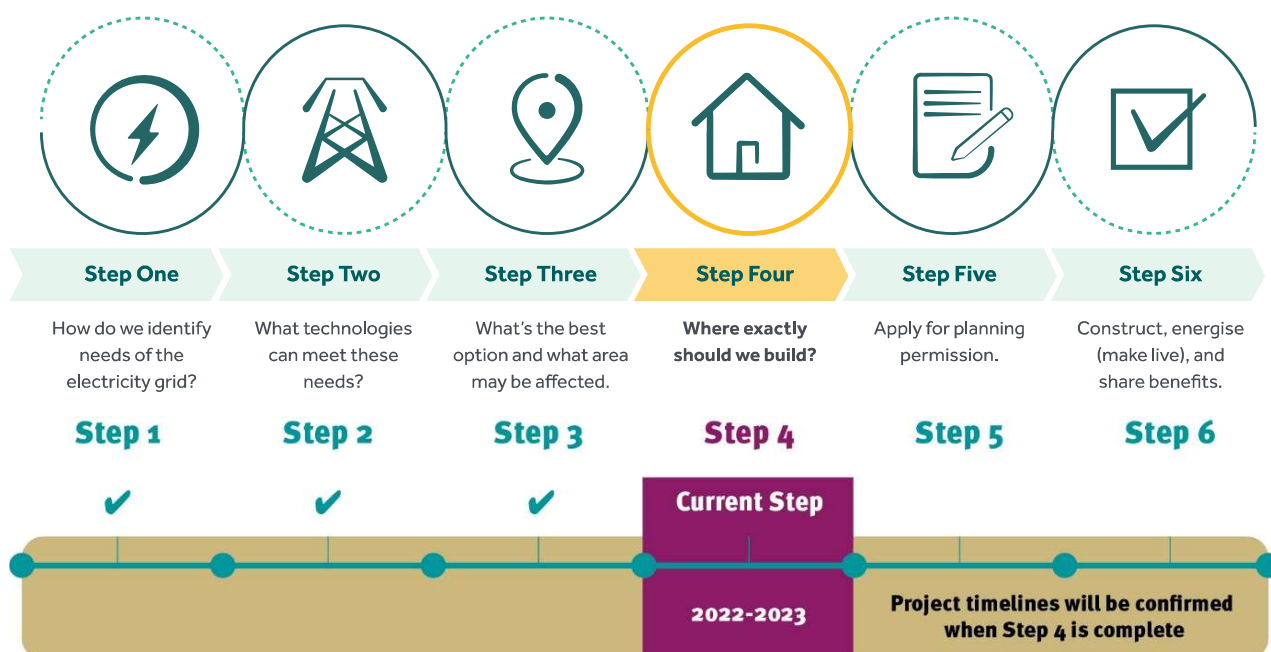 Step One
Step Two
Step Three
Step Four
Step Five
Step Six
How do we identify
needs of the
electricity grid?
What technologies
can meet these
needs?
What's the best
option and what area
may be affected.
Where exactly
should we build?
Apply for planning
permission.
Construct, energise
(make live), and
share benefits.
Step 1
Step 2
Step 3
Step 4
Step 5
Step 6
Current Step
2022-2023
Project timelines will be confirmed
when Step 4 is complete